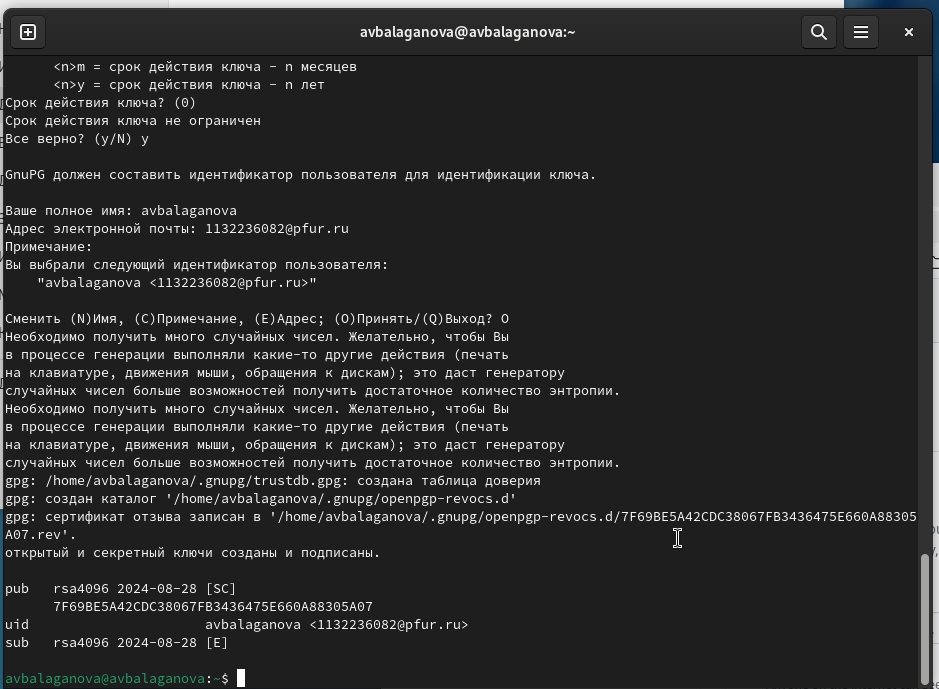 avbalaganova@avbalaganova:~
<n>m = срок действия ключа - n месяцев
<n>y = срок действия ключа - n лет
Срок действия ключа? (0)
Срок действия ключа не ограничен
Все верно? (y/N) y
GnuPG должен составить идентификатор пользователя для идентификации ключа.
Ваше полное имя: avbalaganova
Адрес электронной почты: 1132236082@pfur.ru
Примечание:
Вы выбрали следующий идентификатор пользователя:
"avbalaganova <1132236082@pfur.ru>"
Сменить (N)Имя, (C)Примечание, (E)Адрес; (O)Принять/(Q)Выход? O
Необходимо получить много случайных чисел. Желательно, чтобы Вы
в процессе генерации выполняли какие-то другие действия (печать
на клавиатуре, движения мыши, обращения к дискам); это даст генератору
случайных чисел больше возможностей получить достаточное количество энтропии.
Необходимо получить много случайных чисел. Желательно, чтобы Вы
в процессе генерации выполняли какие-то другие действия (печать
на клавиатуре, движения мыши, обращения к дискам); это даст генератору
случайных чисел больше возможностей получить достаточное количество энтропии.
gpg: /home/avbalaganova/.gnupg/trustdb.gpg: создана таблица доверия
gpg: создан каталог '/home/avbalaganova/.gnupg/openpgp-revocs.d'
gpg: сертификат отзыва записан в '/home/avbalaganova/.gnupg/openpgp-revocs.d/7F69BE5A42CDC38067FB3436475E660A88305
A07.rev'.
открытый и секретный ключи созданы и подписаны.
pub   rsa4096 2024-08-28 [SC]
7F69BE5A42CDC38067FB3436475E660A88305A07
uid                      avbalaganova <1132236082@pfur.ru>
sub   rsa4096 2024-08-28 [E]
avbalaganova@avbalaganova:~$